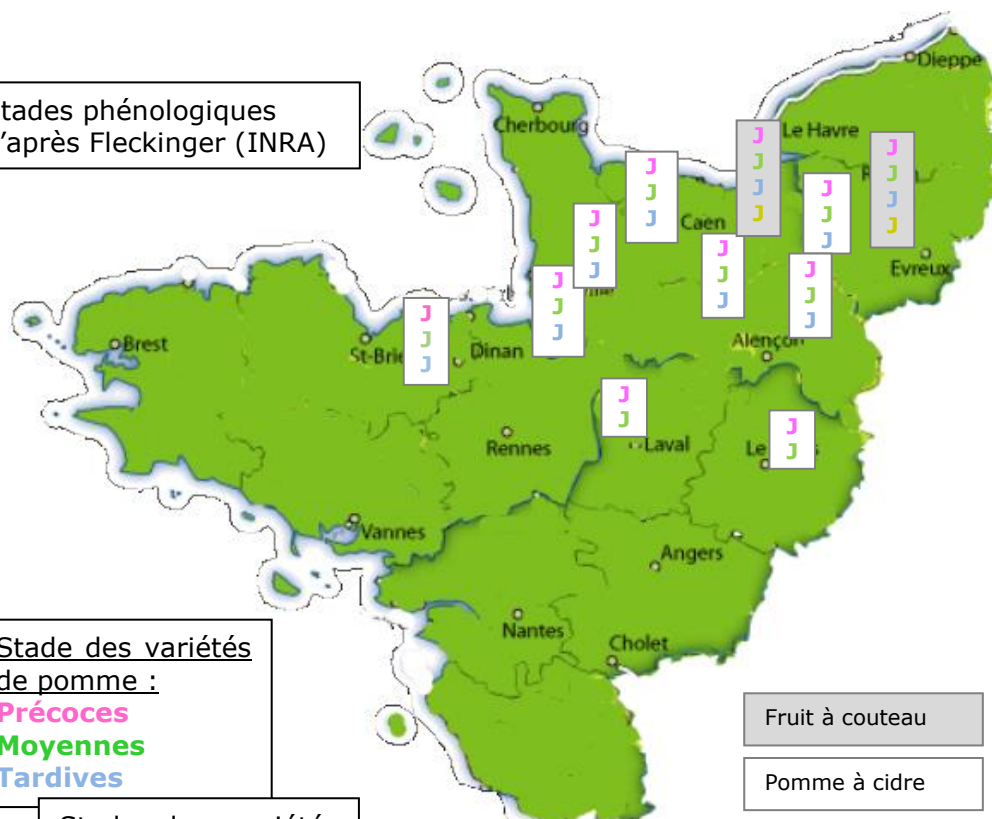 tades phénologiques
'après Fleckinger (INRA)
Dieppe
Cherbourg
Le Havre
J
J
J
J
J
J
J
J
J
J
J
J
J
J
Caen
J
J
J
J
J
J
Evreux
J
J
J
J
J
J
J
J
J
Brest
St-Brie
Dinan
Alençon
J
J
Rennes
Laval
Le
s
J
J
Vannes
Angers
Nantes
Cholet
Stade des variétés
de pomme :
Précoces
Moyennes
Tardives
Fruit à couteau
Pomme à cidre